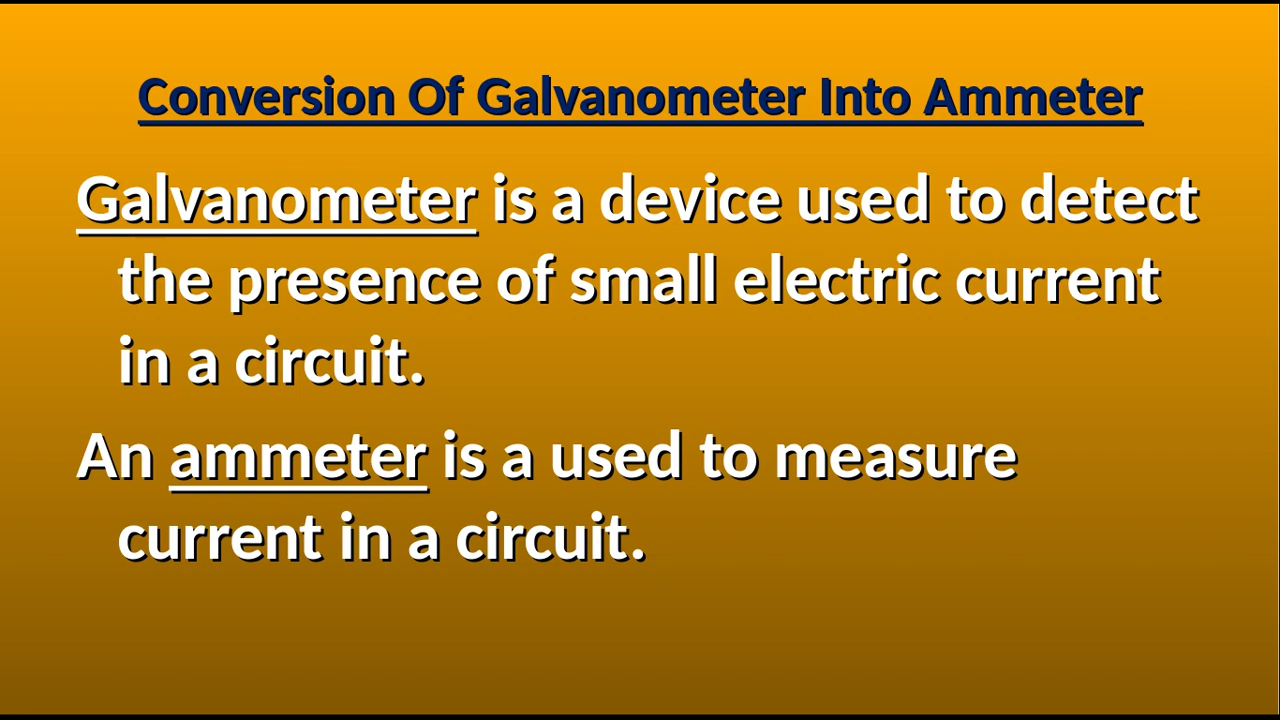 Conversion Of Galvanometer Into Ammeter
Galvanometer is a device used to detect
the presence of small electric current
in a circuit.
An ammeter is a used to measure
current in a circuit.